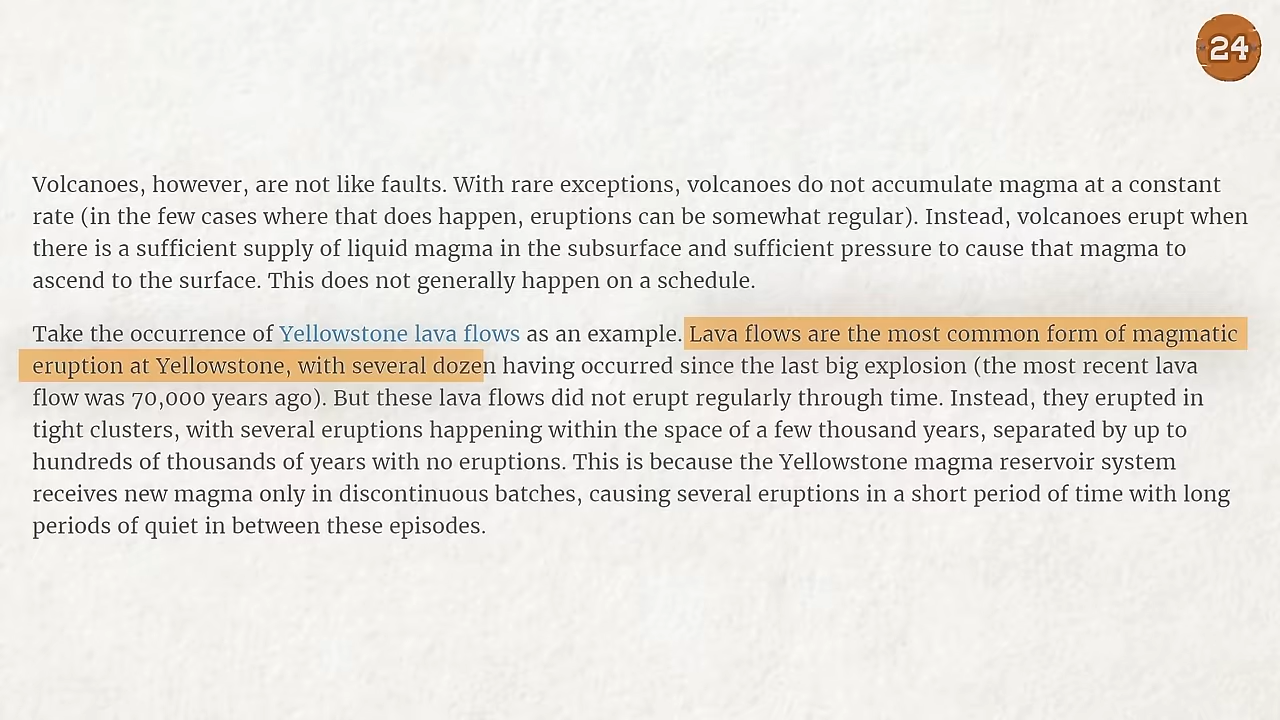 24
Volcanoes, however, are not like faults. With rare exceptions, volcanoes do not accumulate magma at a constant
rate (in the few cases where that does happen, eruptions can be somewhat regular). Instead, volcanoes erupt when
there is a sufficient supply of liquid magma in the subsurface and sufficient pressure to cause that magma to
ascend to the surface. This does not generally happen on a schedule.
Take the occurrence of Yellowstone lava flows as an example. Lava flows are the most common form of magmatic
eruption at Yellowstone, with several dozen having occurred since the last big explosion (the most recent lava
flow was 70,000 years ago). But these lava flows did not erupt regularly through time. Instead, they erupted in
tight clusters, with several eruptions happening within the space of a few thousand years, separated by up to
hundreds of thousands of years with no eruptions. This is because the Yellowstone magma reservoir system
receives new magma only in discontinuous batches, causing several eruptions in a short period of time with long
periods of quiet in between these episodes.